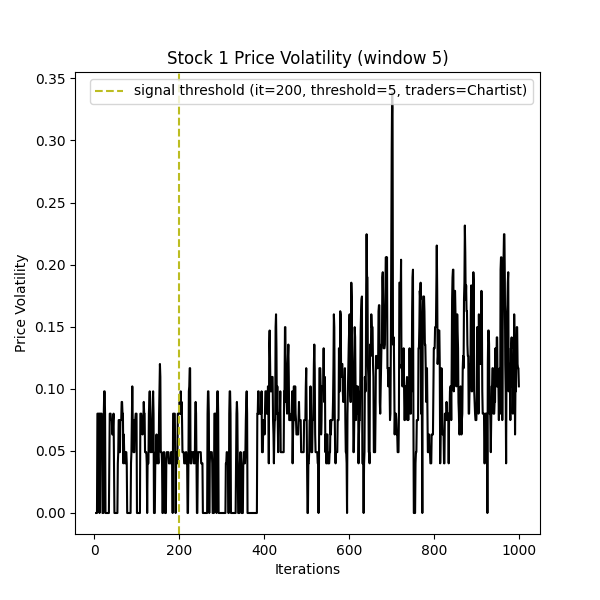 Stock 1 Price Volatility (window 5)
signal threshold (it=200, threshold=5, traders=Chartist)
0.35
0.30
0.25
0.20
0.15
0.10
0.05
0.00
Price Volatility
0 200 400 600 800 1000
Iterations